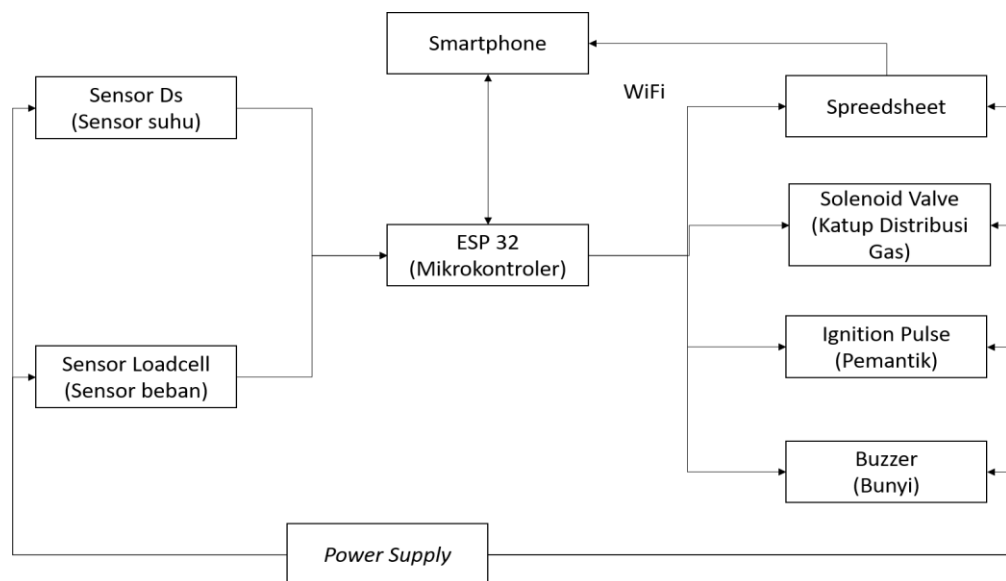 Smartphone
WiFi
Sensor Ds
(Sensor suhu)
Spreedsheet
Solenoid Valve
(Katup Distribusi
Gas)
ESP 32
(Mikrokontroler)
Ignition Pulse
(Pemantik)
Sensor Loadcell
(Sensor beban)
Buzzer
(Bunyi)
Power Supply